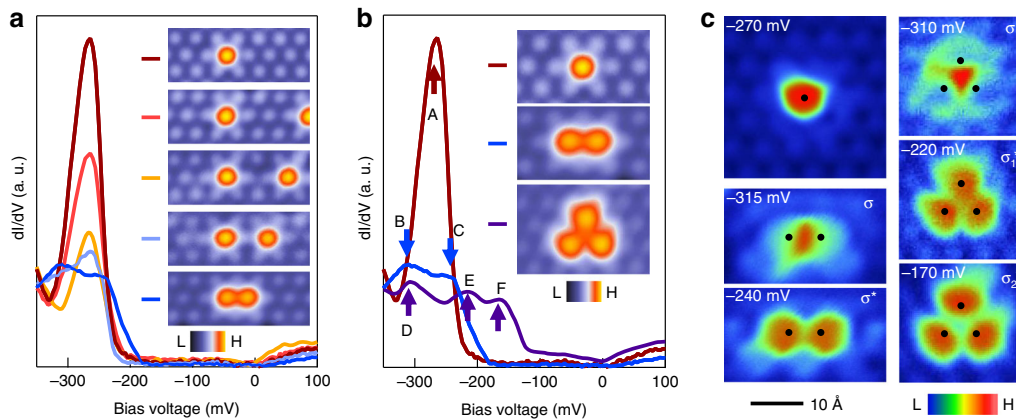 a
dI/dV (a. u.)
L H
−300 −200 −100 0 100
Bias voltage (mV)
b
dI/dV (a. u.)
A
B
C
D
E
F
L H
−300 −200 −100 0 100
Bias voltage (mV)
c
−270 mV
−315 mV
σ
−240 mV
σ*
−310 mV
σ
−220 mV
σ1*
−170 mV
σ2
10 Å
L H